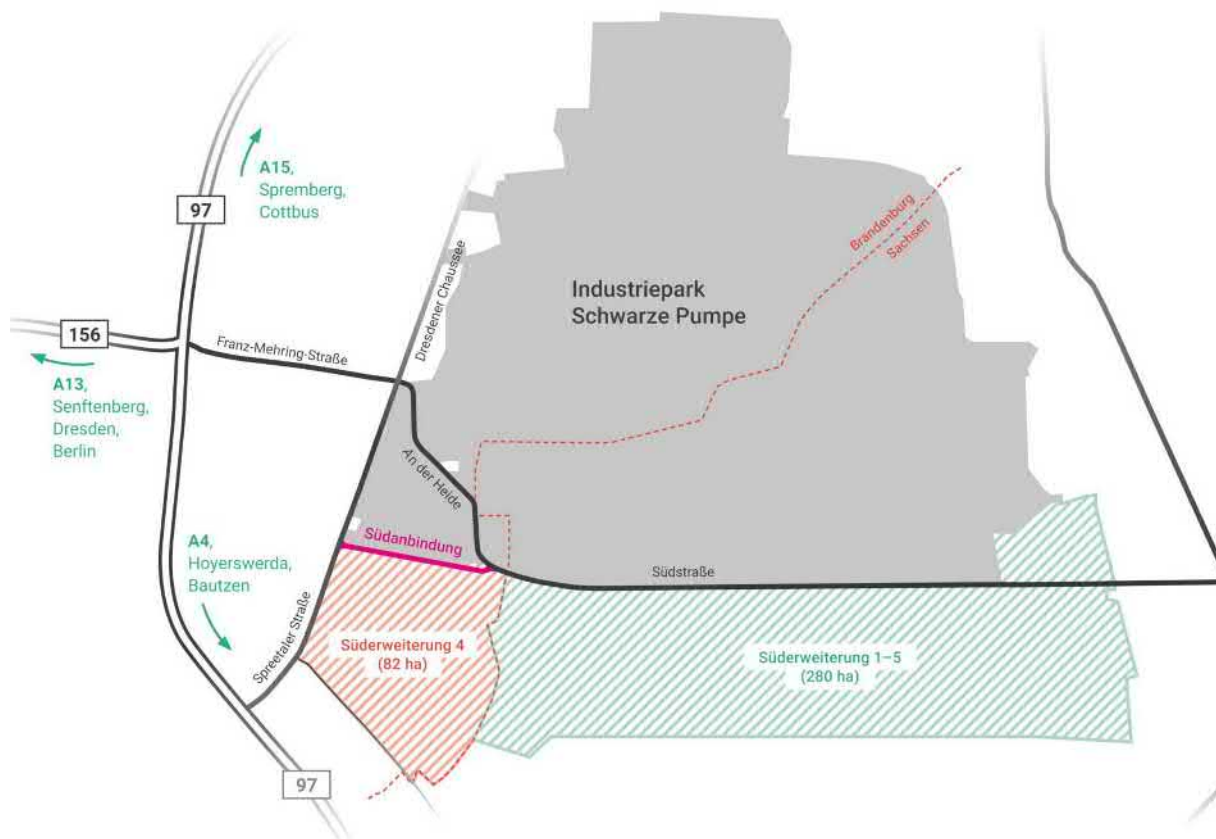 A15,
Spremberg,
Cottbus
97
Dresdener Chaussee
Brandenburg
Sachsen
Industriepark
Schwarze Pumpe
156
Franz-Mehring-Straße
A13,
Senftenberg,
Dresden,
Berlin
An der Heide
Südanbindung
A4,
Hoyerswerda,
Bautzen
Südstraße
Spreetaler Straße
Süderweiterung 4
(82 ha)
Süderweiterung 1–5
(280 ha)
97